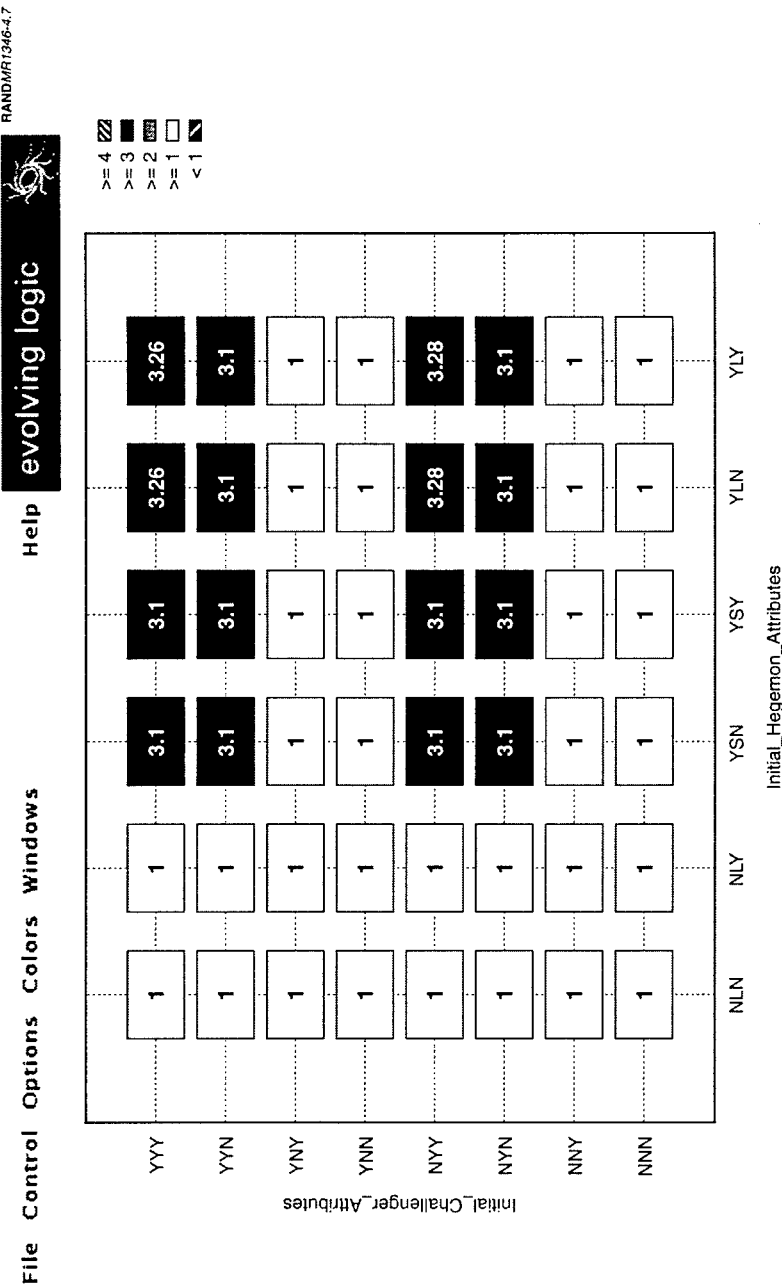 RANDMR1346-4.7
File Control Options Colors Windows Help evolving logic
>= 4
>= 3
>= 2
>= 1
< 1
Initial_Challenger_Attributes
YYY 1 1 3.1 3.1 3.26 3.26
YYN 1 1 3.1 3.1 3.1 3.1
YNY 1 1 1 1 1 1
YNN 1 1 1 1 1 1
NYY 1 1 3.1 3.1 3.28 3.28
NYN 1 1 3.1 3.1 3.1 3.1
NNY 1 1 1 1 1 1
NNN 1 1 1 1 1 1
NLN NLY YSN YSY YLN YLY
Initial_Hegemon_Attributes